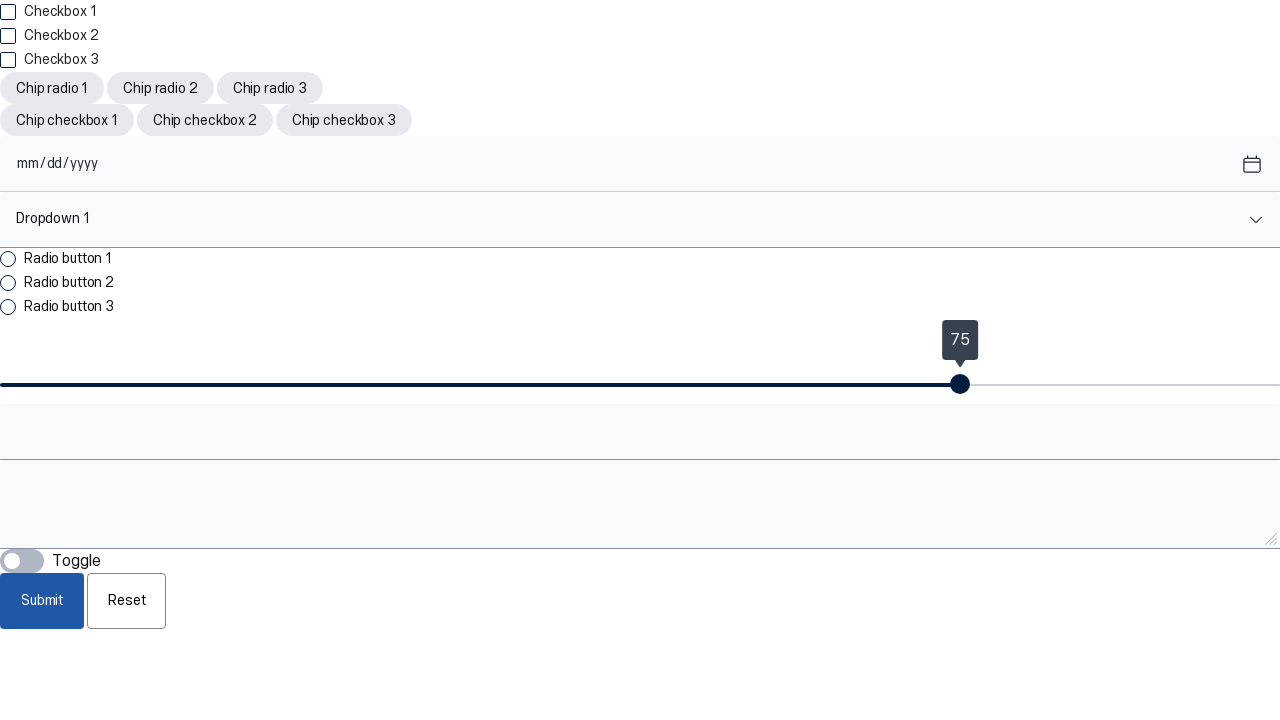 Checkbox 1
Checkbox 2
Checkbox 3
Chip radio 1 Chip radio 2 Chip radio 3
Chip checkbox 1 Chip checkbox 2 Chip checkbox 3
mm/dd/yyyy
Dropdown 1
Radio button 1
Radio button 2
Radio button 3
75
Toggle
Submit Reset